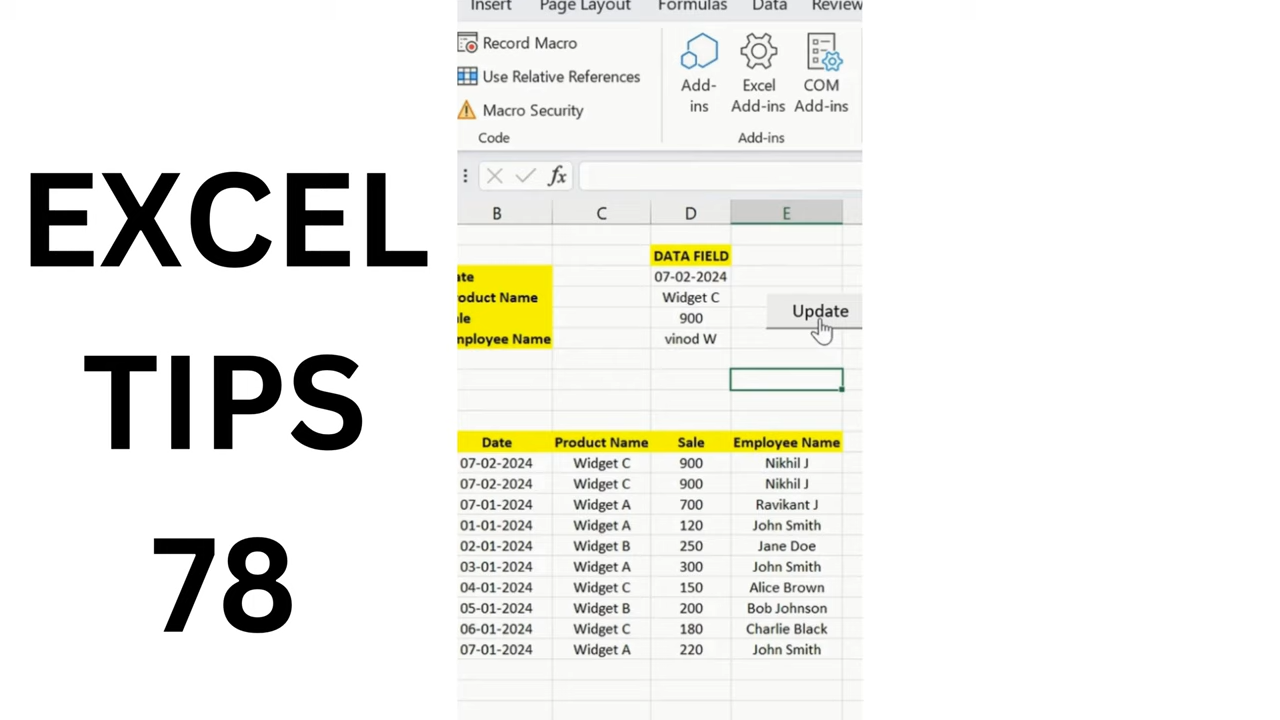 EXCEL
TIPS
78
Insert Page Layout Formulas Data Review
Record Macro
Use Relative References
Macro Security
Code
Add-
ins
Excel
Add-ins
COM
Add-ins
Add-ins
fx
B C D E
DATA FIELD
ate 07-02-2024
oduct Name Widget C
le 900
nployee Name vinod W
Update
Date Product Name Sale Employee Name
07-02-2024 Widget C 900 Nikhil J
07-02-2024 Widget C 900 Nikhil J
07-01-2024 Widget A 700 Ravikant J
01-01-2024 Widget A 120 John Smith
02-01-2024 Widget B 250 Jane Doe
03-01-2024 Widget A 300 John Smith
04-01-2024 Widget C 150 Alice Brown
05-01-2024 Widget B 200 Bob Johnson
06-01-2024 Widget C 180 Charlie Black
07-01-2024 Widget A 220 John Smith